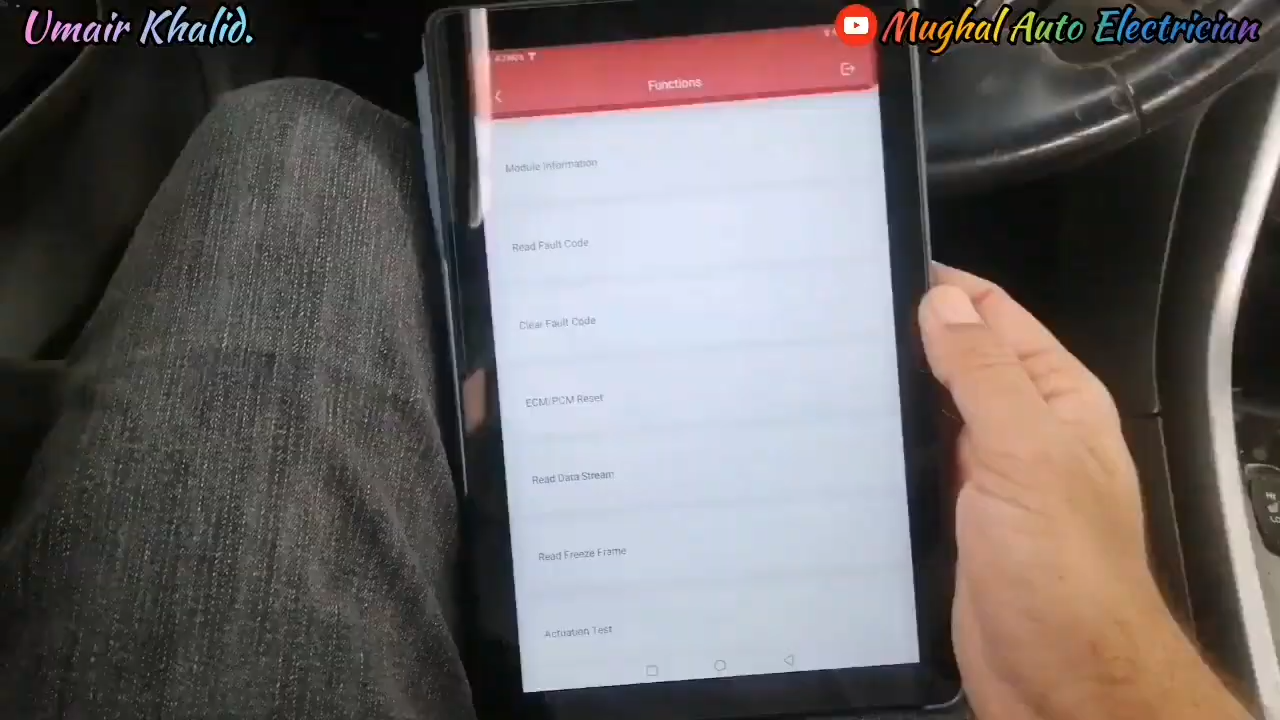 Umair Khalid.
Mughal Auto Electrician
Functions
Module Information
Read Fault Code
Clear Fault Code
ECM/PCM Reset
Read Data Stream
Read Freeze Frame
Actuation Test